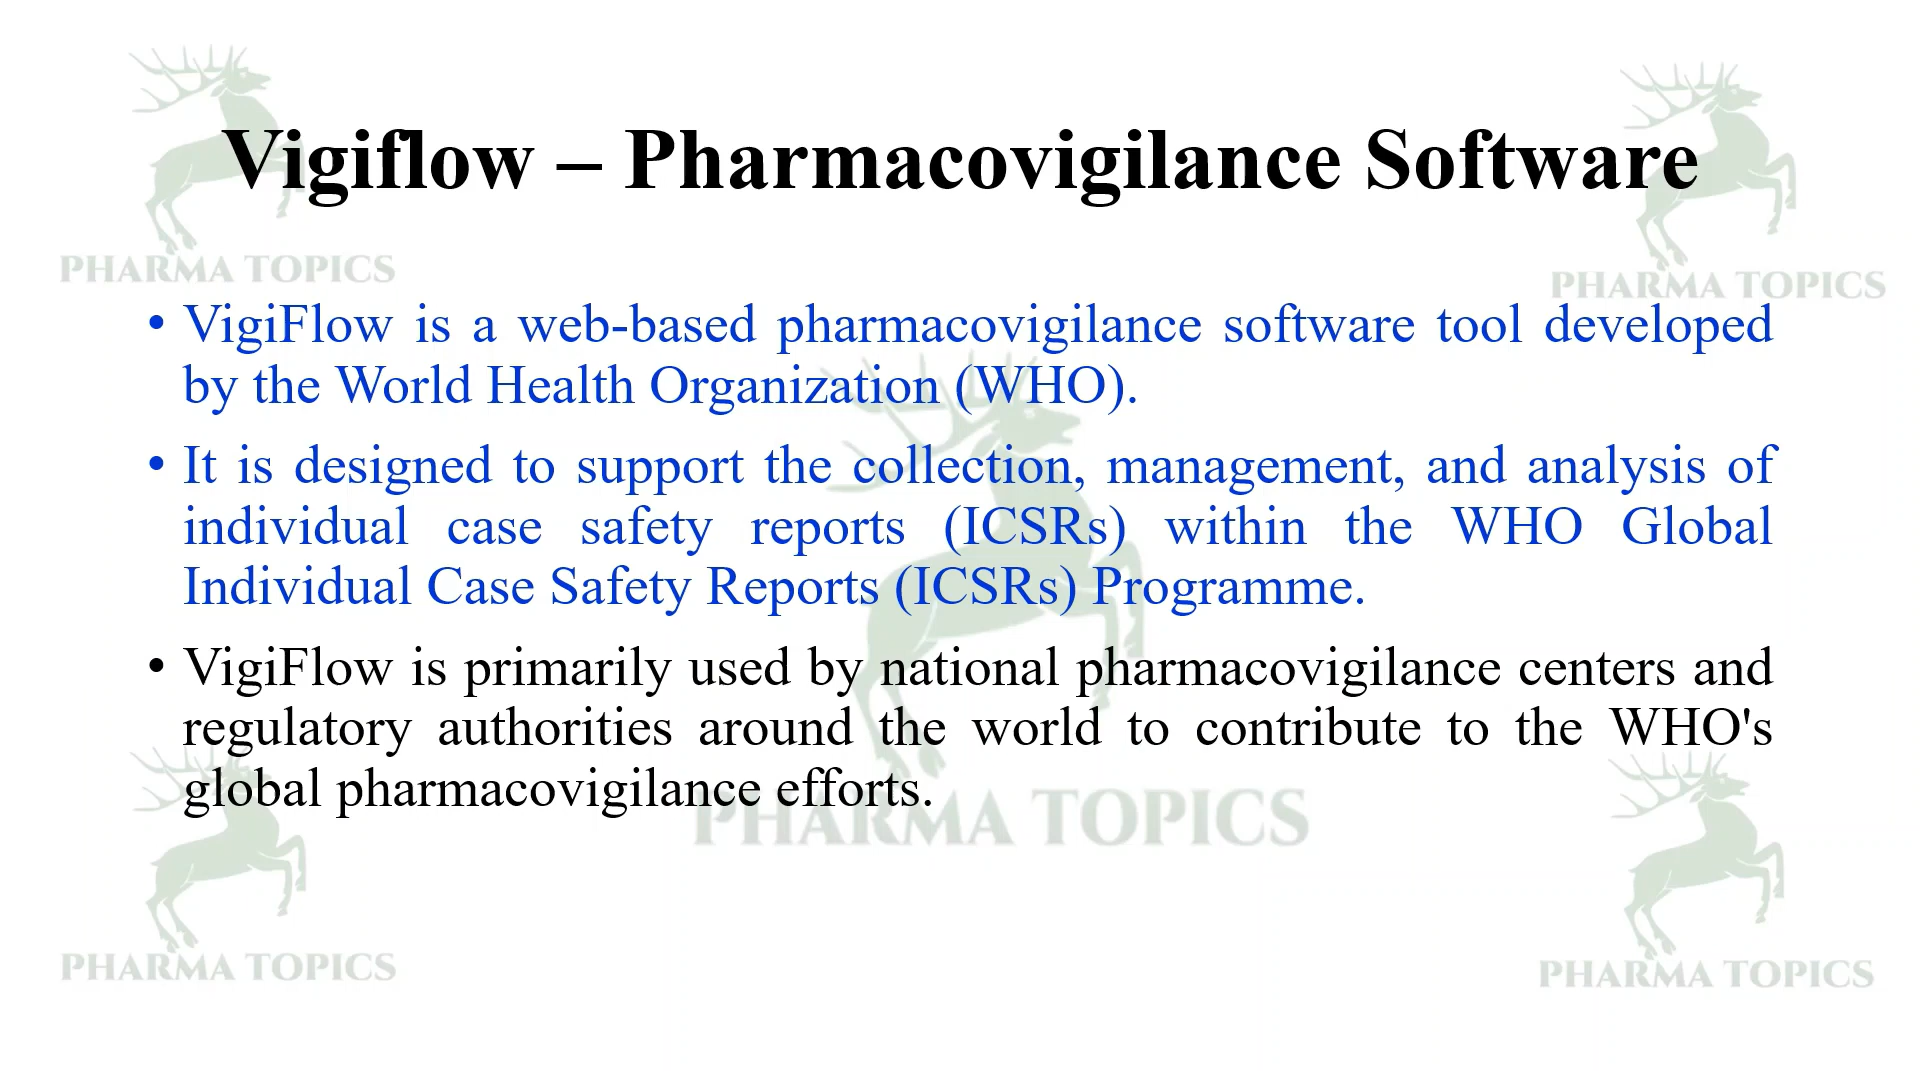 Vigiflow – Pharmacovigilance Software
PHARMA TOPICS
PHARMA TOPICS
• VigiFlow is a web-based pharmacovigilance software tool developed
by the World Health Organization (WHO).
• It is designed to support the collection, management, and analysis of
individual case safety reports (ICSRs) within the WHO Global
Individual Case Safety Reports (ICSRs) Programme.
• VigiFlow is primarily used by national pharmacovigilance centers and
regulatory authorities around the world to contribute to the WHO's
global pharmacovigilance efforts.
PHARMA TOPICS
PHARMA TOPICS
PHARMA TOPICS